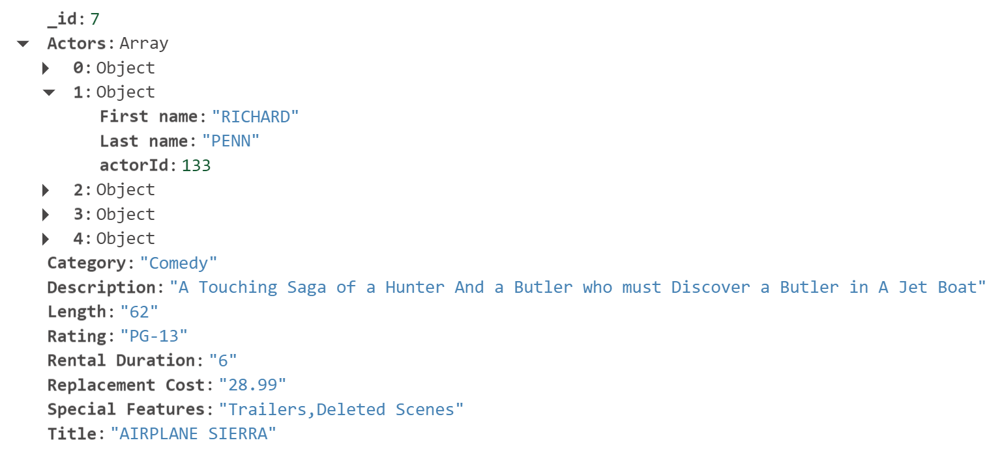 _id: 7
Actors: Array
0: Object
1: Object
First name: "RICHARD"
Last name: "PENN"
actorId: 133
2: Object
3: Object
4: Object
Category: "Comedy"
Description: "A Touching Saga of a Hunter And a Butler who must Discover a Butler in A Jet Boat"
Length: "62"
Rating: "PG-13"
Rental Duration: "6"
Replacement Cost: "28.99"
Special Features: "Trailers,Deleted Scenes"
Title: "AIRPLANE SIERRA"